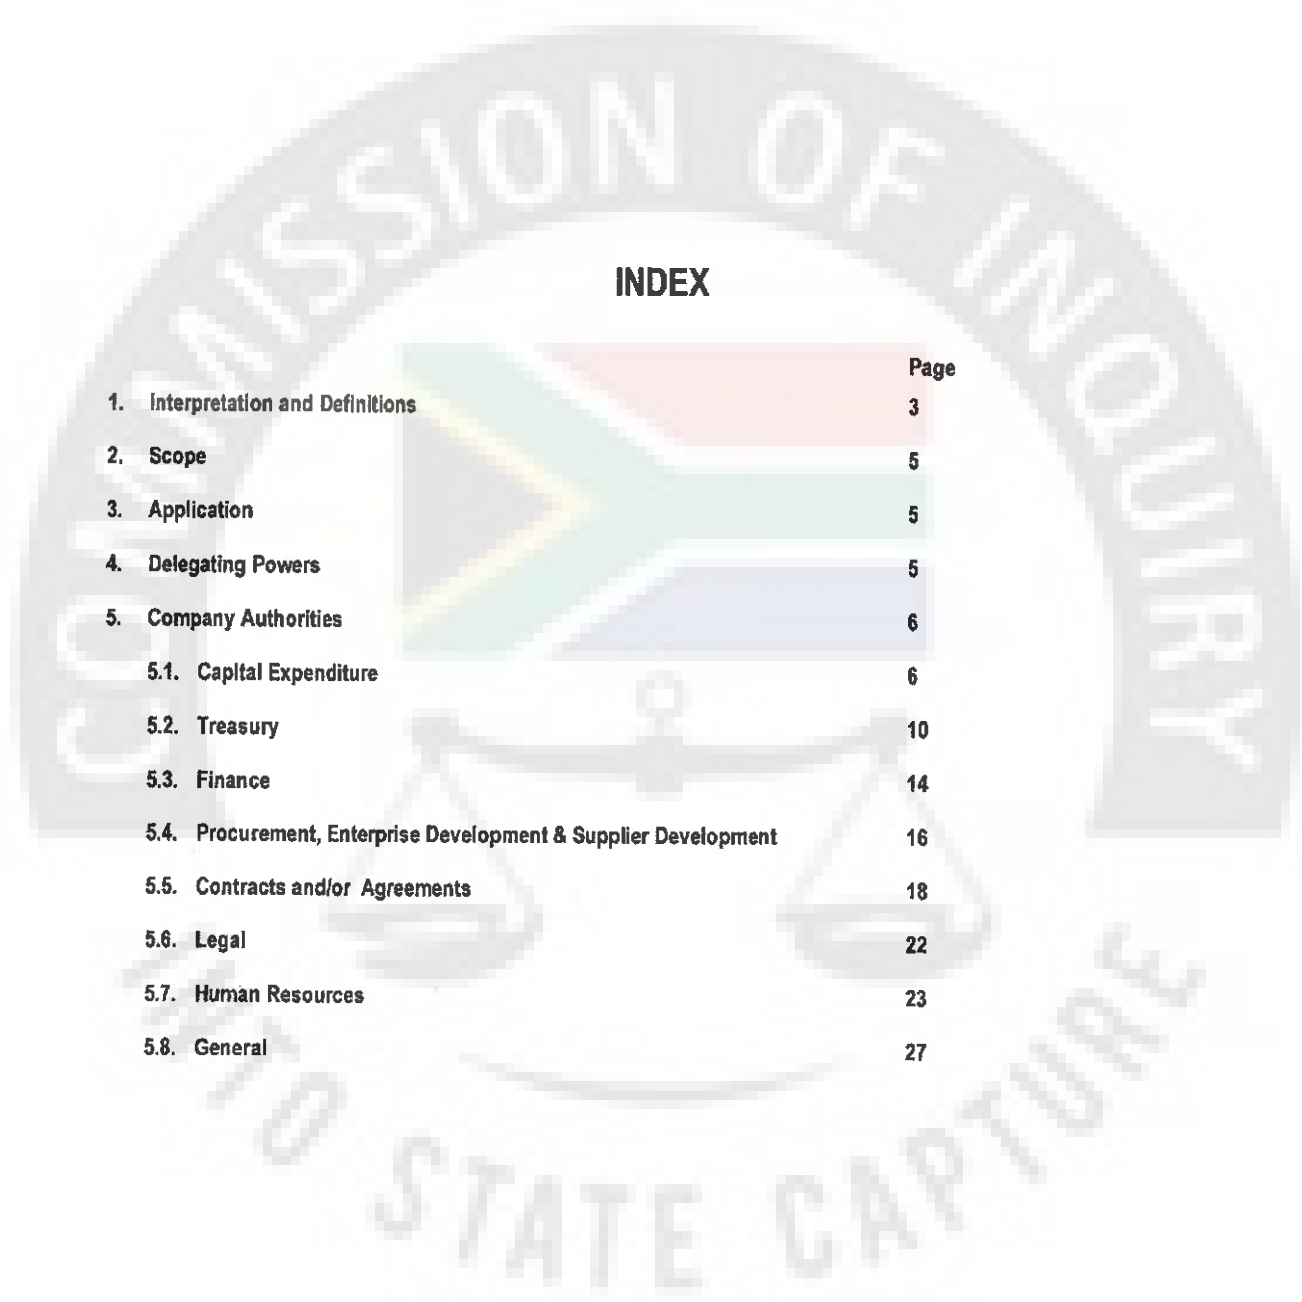 COMMISSION OF INQUIRY
INDEX
Page
1. Interpretation and Definitions 3
2. Scope 5
3. Application 5
4. Delegating Powers 5
5. Company Authorities 6
5.1. Capital Expenditure 6
5.2. Treasury 10
5.3. Finance 14
5.4. Procurement, Enterprise Development & Supplier Development 16
5.5. Contracts and/or Agreements 18
5.6. Legal 22
5.7. Human Resources 23
5.8. General 27
INTO STATE CAPTURE